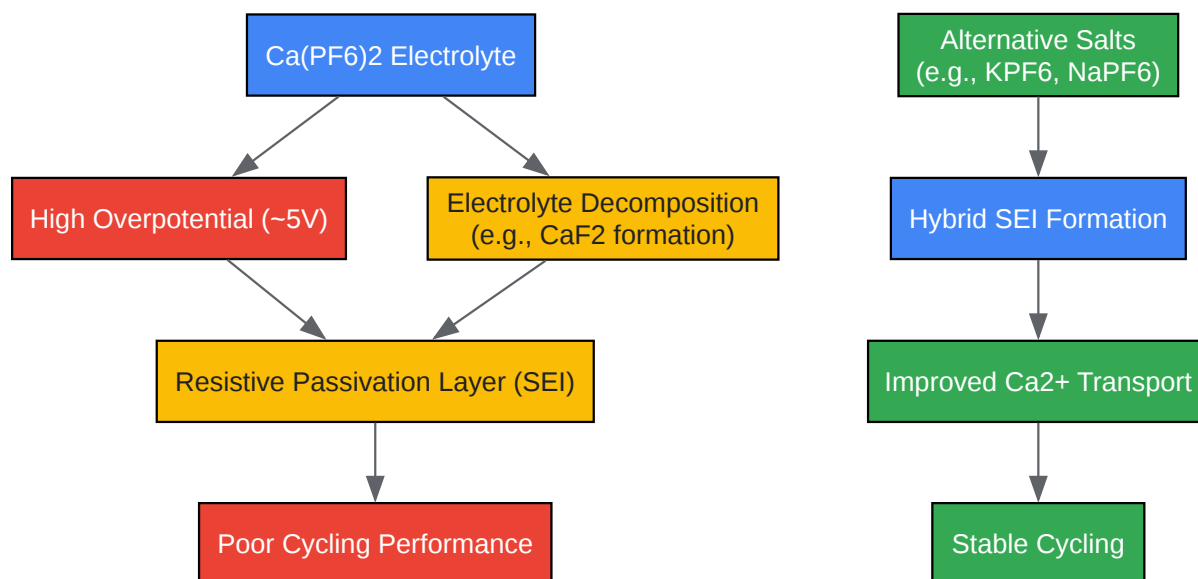 Ca(PF6)2 Electrolyte
High Overpotential (~5V)
Electrolyte Decomposition
(e.g., CaF2 formation)
Resistive Passivation Layer (SEI)
Poor Cycling Performance
Alternative Salts
(e.g., KPF6, NaPF6)
Hybrid SEI Formation
Improved Ca2+ Transport
Stable Cycling